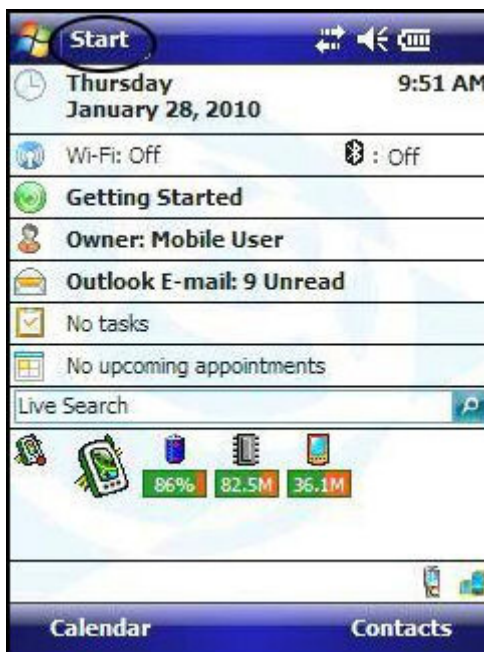 Start
Thursday 9:51 AM
January 28, 2010
Wi-Fi: Off : Off
Getting Started
Owner: Mobile User
Outlook E-mail: 9 Unread
No tasks
No upcoming appointments
Live Search
86% 82.5M 36.1M
Calendar Contacts